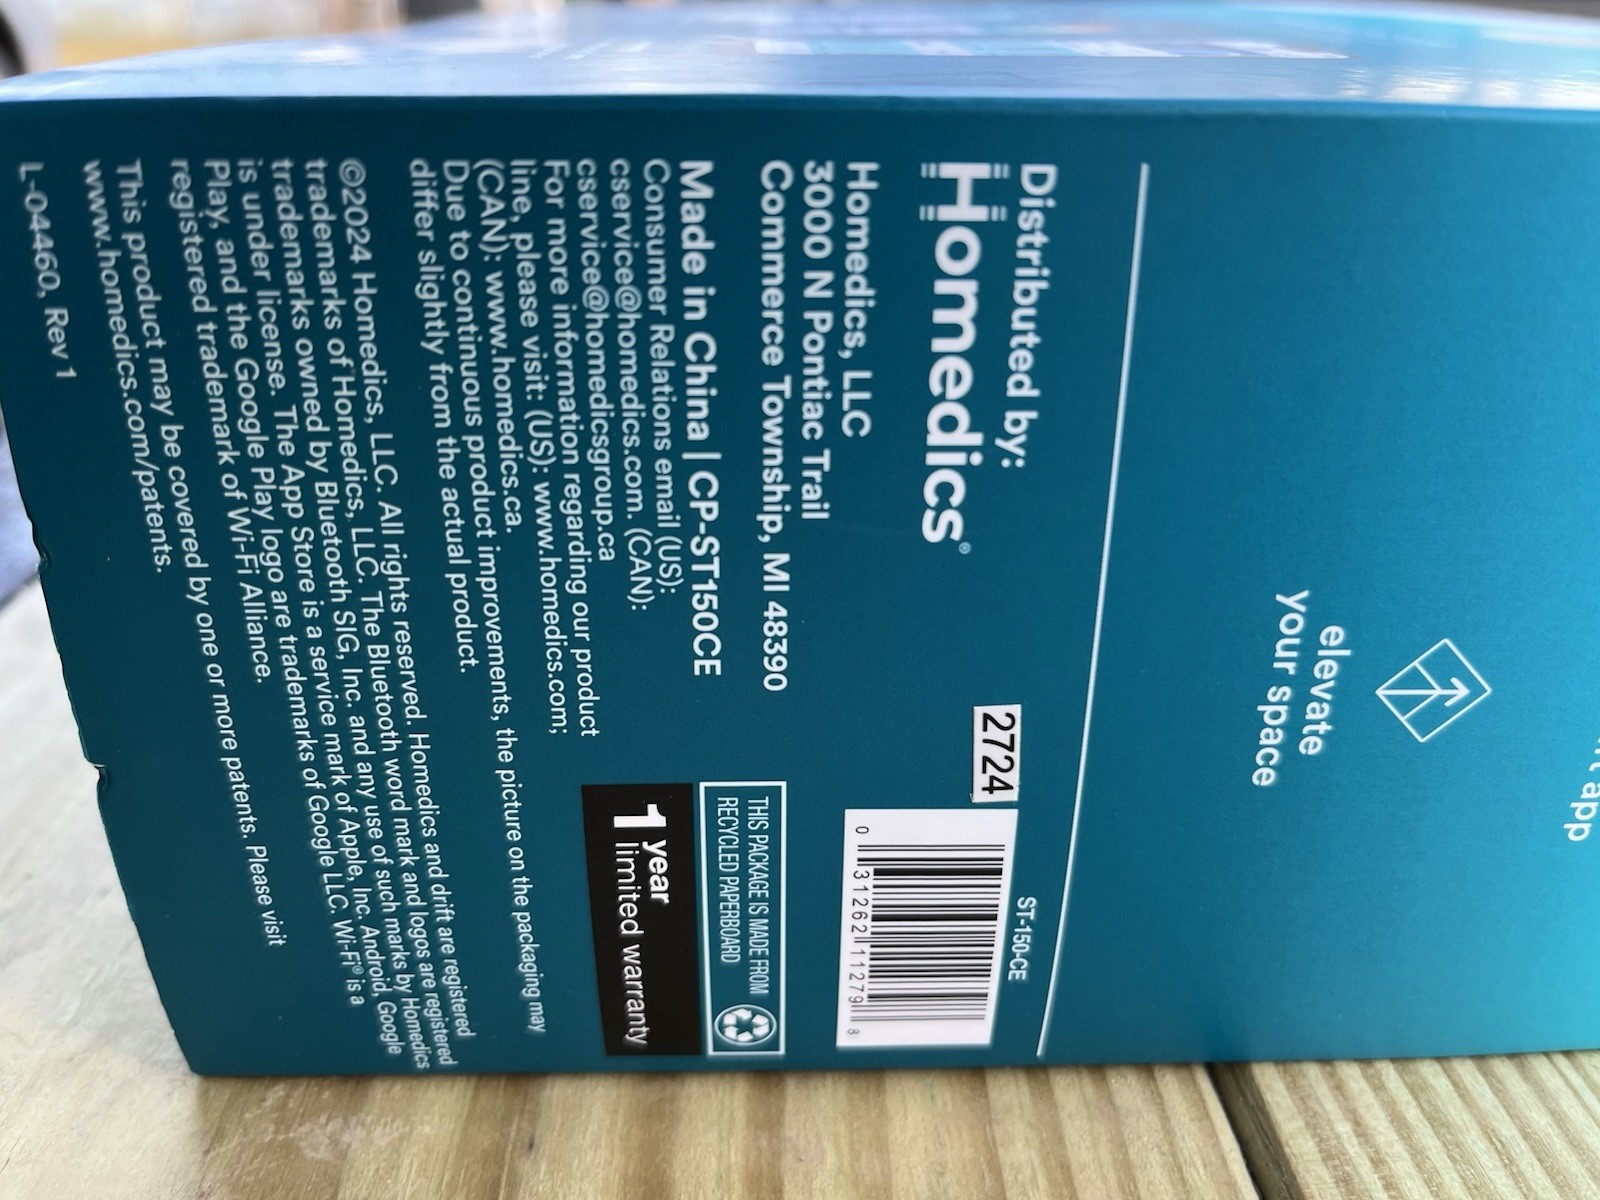 app
elevate
your space
Distributed by:
Homedics®
Homedics, LLC
3000 N Pontiac Trail
Commerce Township, MI 48390
Made in China | CP-ST150CE
Consumer Relations email (US):
cservice@homedics.com. (CAN):
cservice@homedicsgroup.ca
For more information regarding our product
line, please visit: (US): www.homedics.com;
(CAN): www.homedics.ca.
Due to continuous product improvements, the picture on the packaging may
differ slightly from the actual product.
©2024 Homedics, LLC. All rights reserved. Homedics and drift are registered
trademarks of Homedics, LLC. The Bluetooth word mark and logos are registered
trademarks owned by Bluetooth SIG, Inc. and any use of such marks by Homedics
is under license. The App Store is a service mark of Apple, Inc. Android, Google
Play, and the Google Play logo are trademarks of Google LLC. Wi-Fi® is a
registered trademark of Wi-Fi Alliance.
This product may be covered by one or more patents. Please visit
www.homedics.com/patents.
L-04460, Rev 1
2724
ST-150-CE
0 31262 11279 8
THIS PACKAGE IS MADE FROM
RECYCLED PAPERBOARD
1 year
limited warranty